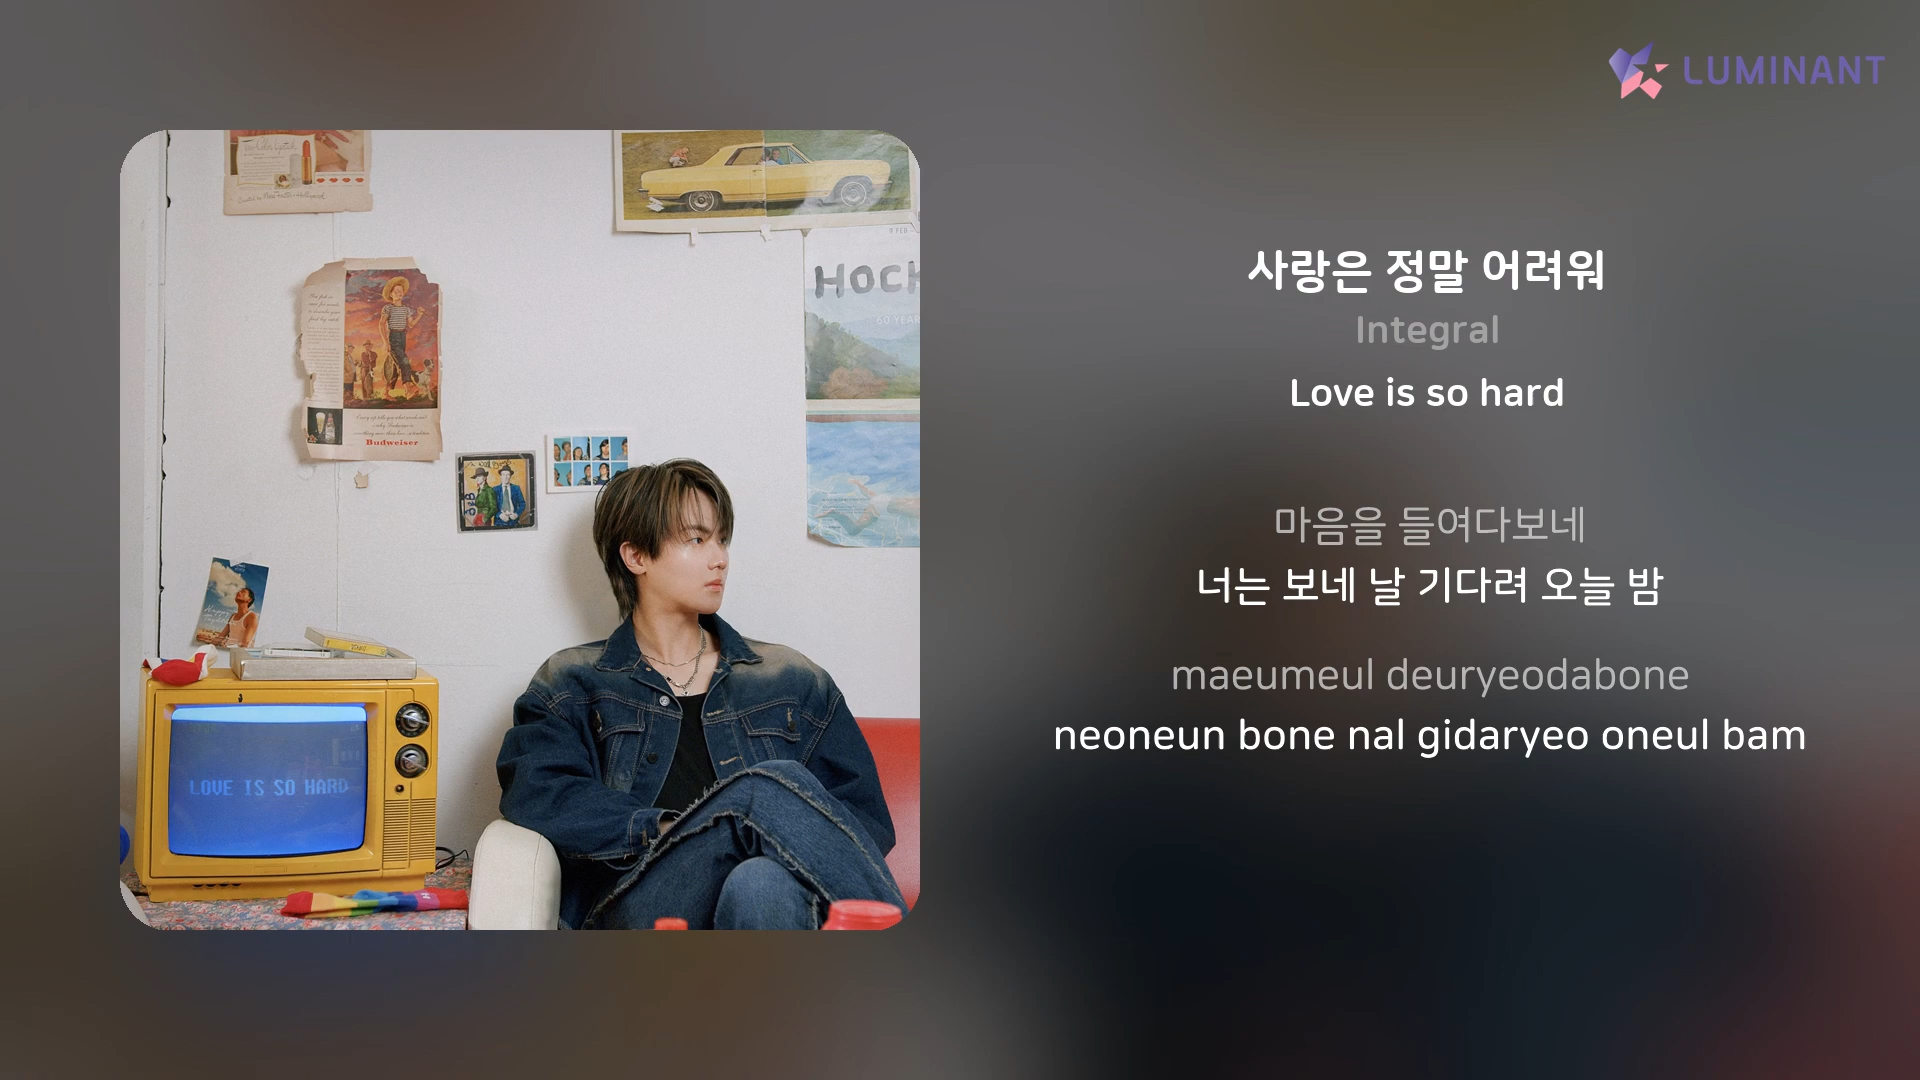 LUMINANT
HOCK
60 YEAR
Budweiser
LOVE IS SO HARD
사랑은 정말 어려워
Integral
Love is so hard
마음을 들여다보네
너는 보네 날 기다려 오늘 밤
maeumeul deuryeodabone
neoneun bone nal gidaryeo oneul bam